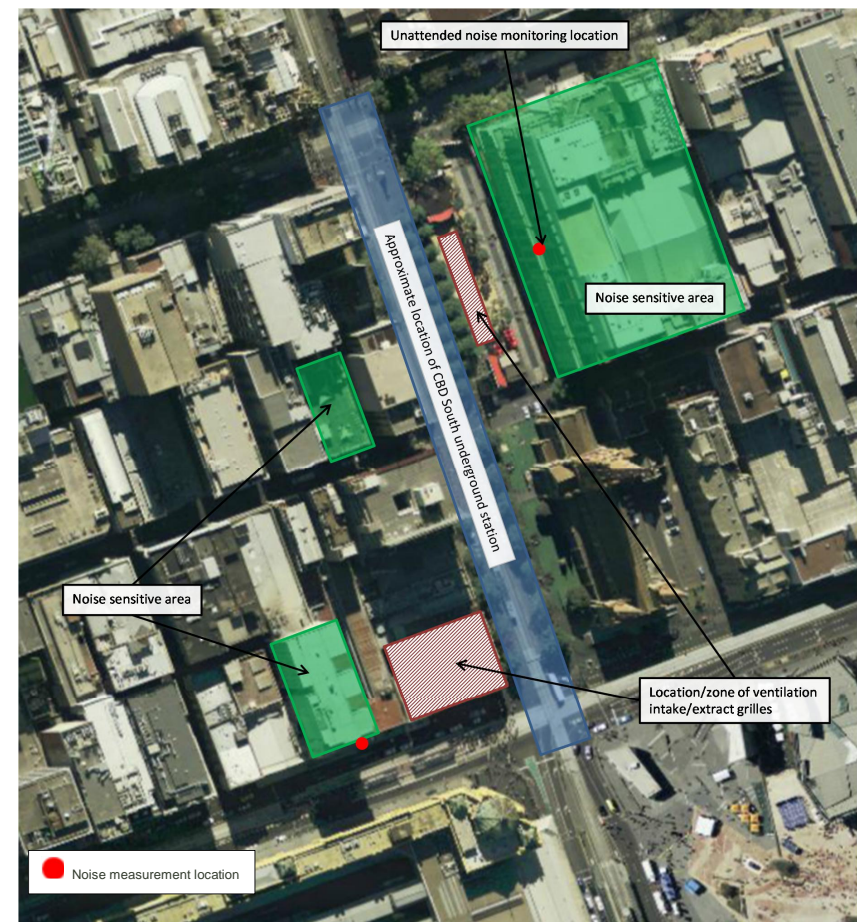 Unattended noise monitoring location
Noise sensitive area
Approximate location of CBD South underground station
Noise sensitive area
Location/zone of ventilation
intake/extract grilles
Noise measurement location